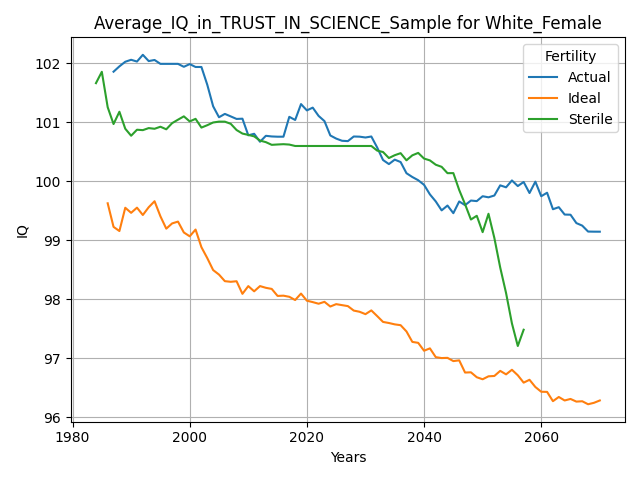 Average_IQ_in_TRUST_IN_SCIENCE_Sample for White_Female
Fertility
Actual
Ideal
Sterile
IQ
102
101
100
99
98
97
96
1980
2000
2020
2040
2060
Years